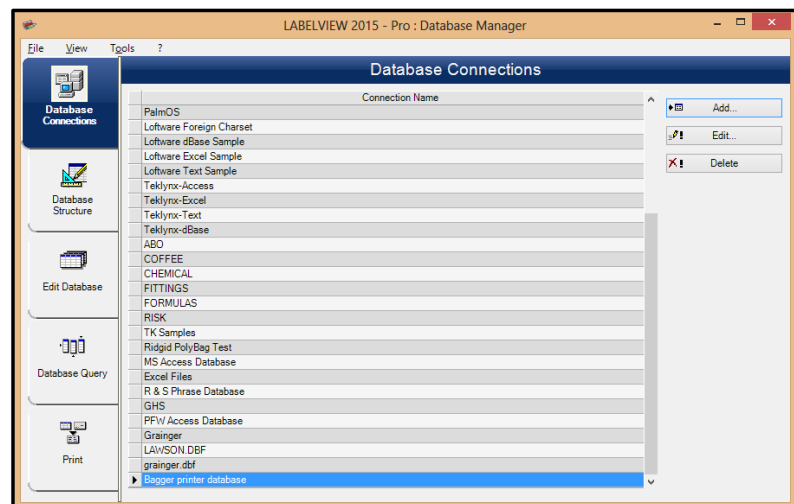 LABELVIEW 2015 - Pro : Database Manager
File View Tools ?
Database Connections
Database Connections
Database Structure
Edit Database
Database Query
Print
Connection Name
PalmOS
Loftware Foreign Charset
Loftware dBase Sample
Loftware Excel Sample
Loftware Text Sample
Teklynx-Access
Teklynx-Excel
Teklynx-Text
Teklynx-dBase
ABO
COFFEE
CHEMICAL
FITTINGS
FORMULAS
RISK
TK Samples
Ridgid PolyBag Test
MS Access Database
Excel Files
R & S Phrase Database
GHS
PFW Access Database
Grainger
LAWSON.DBF
grainger.dbf
Bagger printer database
Add...
Edit...
Delete